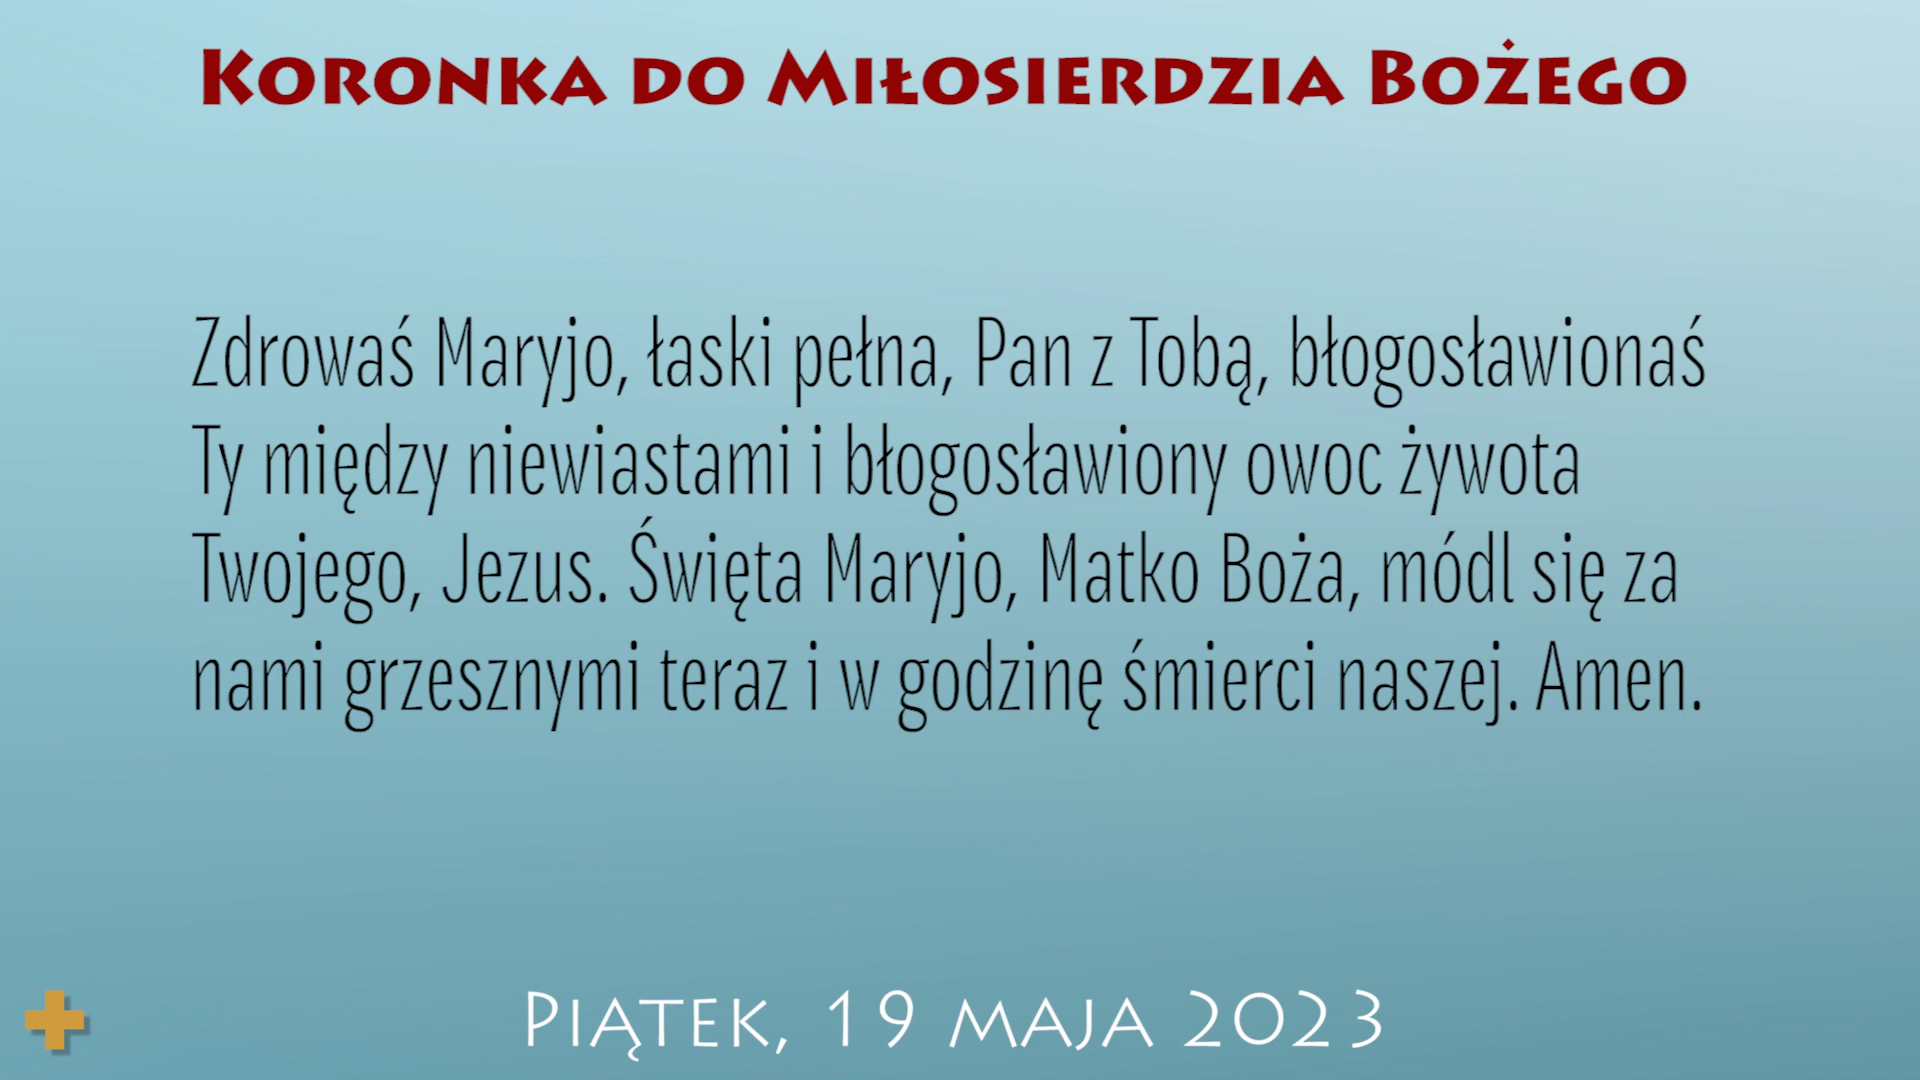 Koronka do Miłosierdzia Bożego
Zdrowaś Maryjo, łaski pełna, Pan z Tobą, błogosławionaś
Ty między niewiastami i błogosławiony owoc żywota
Twojego, Jezus. Święta Maryjo, Matko Boża, módl się za
nami grzesznymi teraz i w godzinę śmierci naszej. Amen.
Piątek, 19 maja 2023